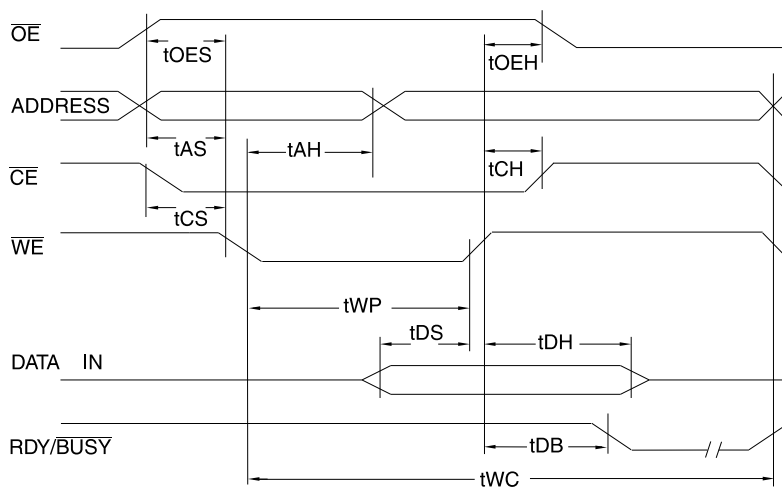 OE
tOES
tOEH
ADDRESS
tAS
tAH
tCH
CE
tCS
WE
tWP
tDS
tDH
DATA IN
RDY/BUSY
tDB
tWC